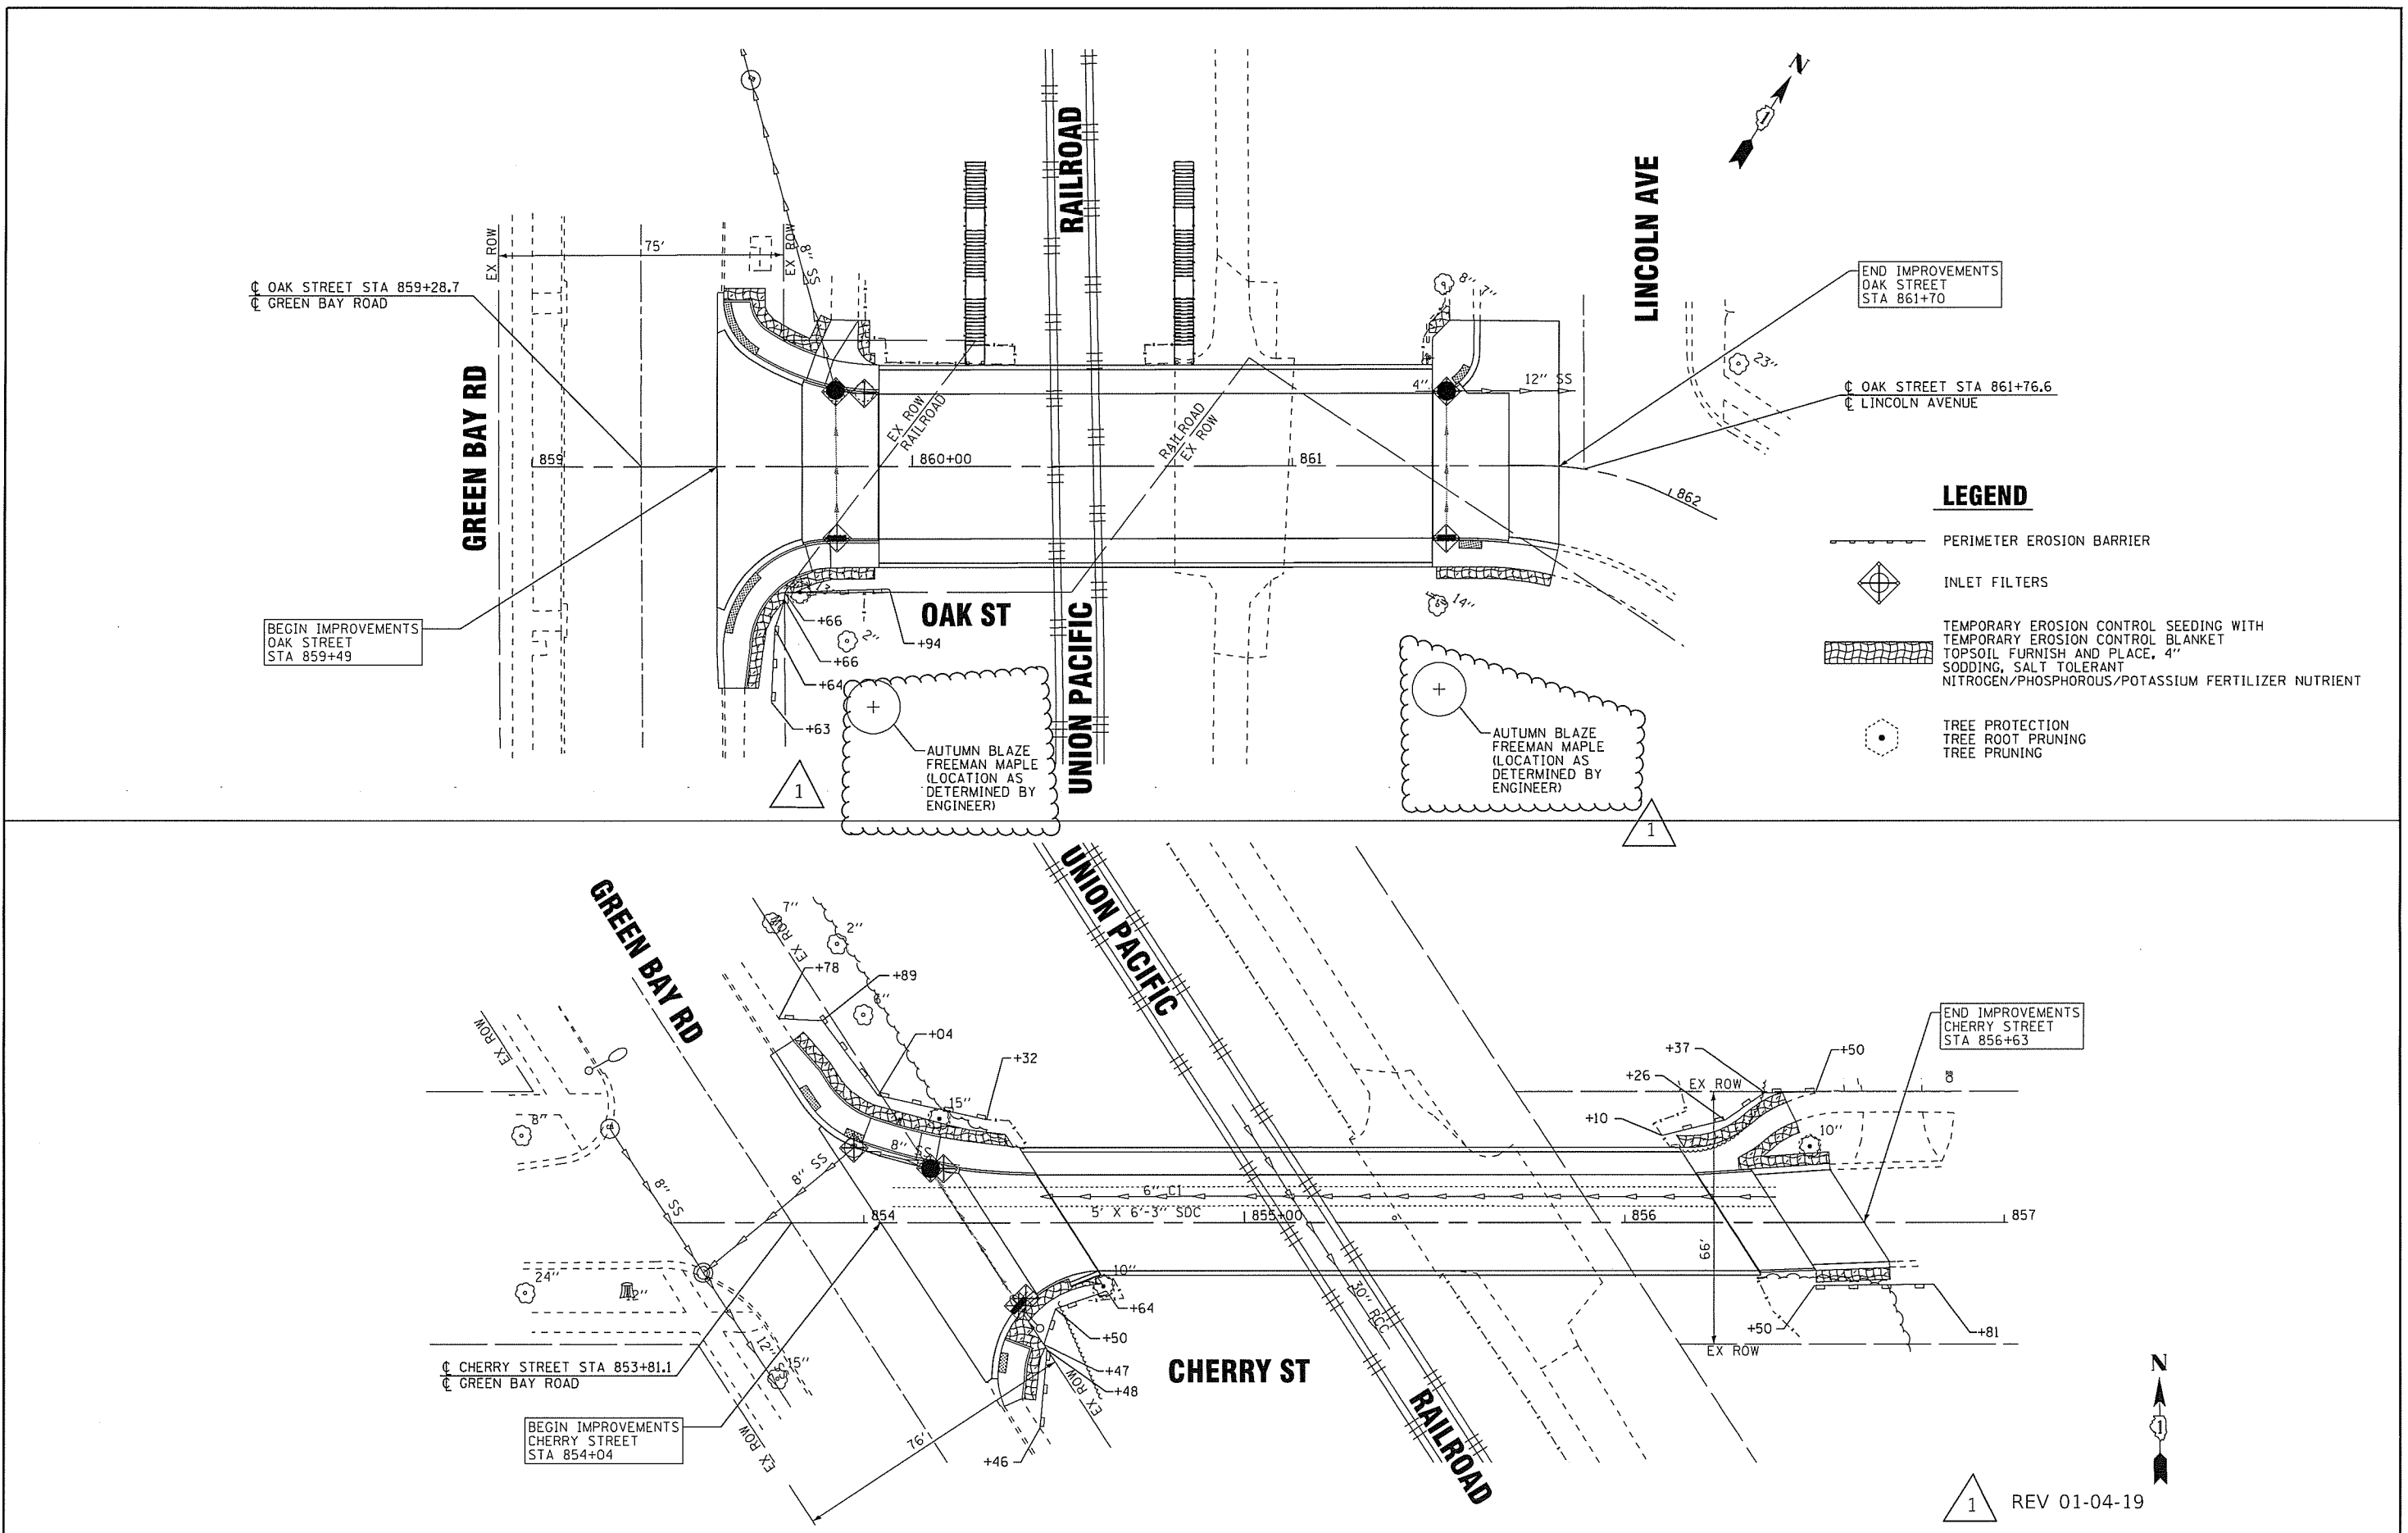 N
1
RAILROAD
LINCOLN AVE
EX ROW
75'
EX ROW
8" SS
℄ OAK STREET STA 859+28.7
℄ GREEN BAY ROAD
END IMPROVEMENTS
OAK STREET
STA 861+70
8"
7"
23"
4"
12" SS
℄ OAK STREET STA 861+76.6
℄ LINCOLN AVENUE
GREEN BAY RD
EX ROW
RAILROAD
RAILROAD
EX ROW
859
860+00
861
862
LEGEND
PERIMETER EROSION BARRIER
INLET FILTERS
TEMPORARY EROSION CONTROL SEEDING WITH
TEMPORARY EROSION CONTROL BLANKET
TOPSOIL FURNISH AND PLACE, 4"
SODDING, SALT TOLERANT
NITROGEN/PHOSPHOROUS/POTASSIUM FERTILIZER NUTRIENT
TREE PROTECTION
TREE ROOT PRUNING
TREE PRUNING
BEGIN IMPROVEMENTS
OAK STREET
STA 859+49
OAK ST
+66
2"
+94
+66
+64
+63
14"
UNION PACIFIC
AUTUMN BLAZE
FREEMAN MAPLE
(LOCATION AS
DETERMINED BY
ENGINEER)
1
AUTUMN BLAZE
FREEMAN MAPLE
(LOCATION AS
DETERMINED BY
ENGINEER)
1
GREEN BAY RD
UNION PACIFIC
7"
2"
EX ROW
+78
+89
EX ROW
+04
+32
15"
8"
8" SS
8" SS
8" SS
6" CI
5' X 6'-3" SDC
854
855+00
856
857
+37
+50
+26
EX ROW
+10
10"
66'
END IMPROVEMENTS
CHERRY STREET
STA 856+63
24"
12"
12" SS
15"
10"
+64
+50
+47
+48
+46
EX ROW
76'
EX ROW
30" RCC
+50
+81
EX ROW
℄ CHERRY STREET STA 853+81.1
℄ GREEN BAY ROAD
BEGIN IMPROVEMENTS
CHERRY STREET
STA 854+04
CHERRY ST
RAILROAD
N
1
1
REV 01-04-19